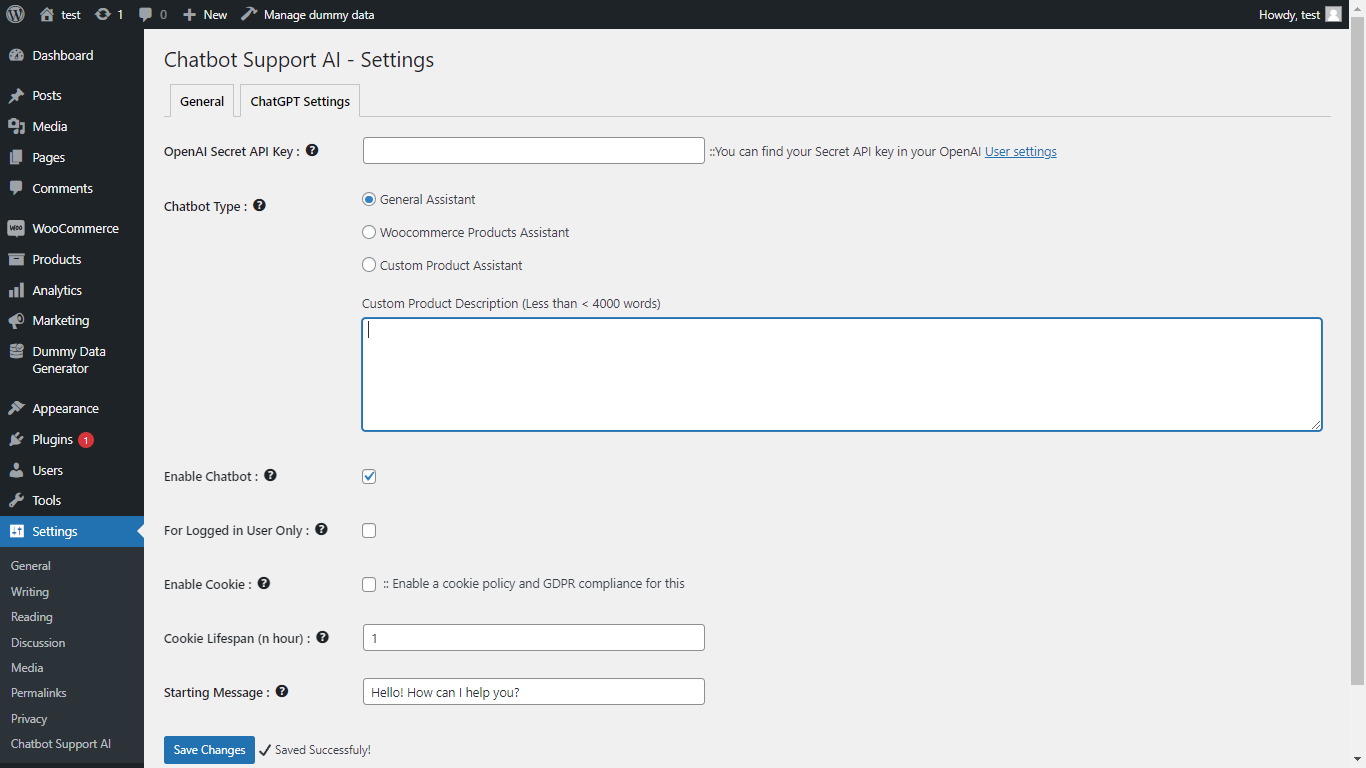 test 1 0 New Manage dummy data Howdy, test
Dashboard
Posts
Media
Pages
Comments
WooCommerce
Products
Analytics
Marketing
Dummy Data
Generator
Appearance
Plugins 1
Users
Tools
Settings
General
Writing
Reading
Discussion
Media
Permalinks
Privacy
Chatbot Support AI
Chatbot Support AI - Settings
General ChatGPT Settings
OpenAI Secret API Key : ::You can find your Secret API key in your OpenAI User settings
Chatbot Type : General Assistant
Woocommerce Products Assistant
Custom Product Assistant
Custom Product Description (Less than < 4000 words)
Enable Chatbot :
For Logged in User Only :
Enable Cookie : :: Enable a cookie policy and GDPR compliance for this
Cookie Lifespan (n hour) : 1
Starting Message : Hello! How can I help you?
Save Changes Saved Successfuly!